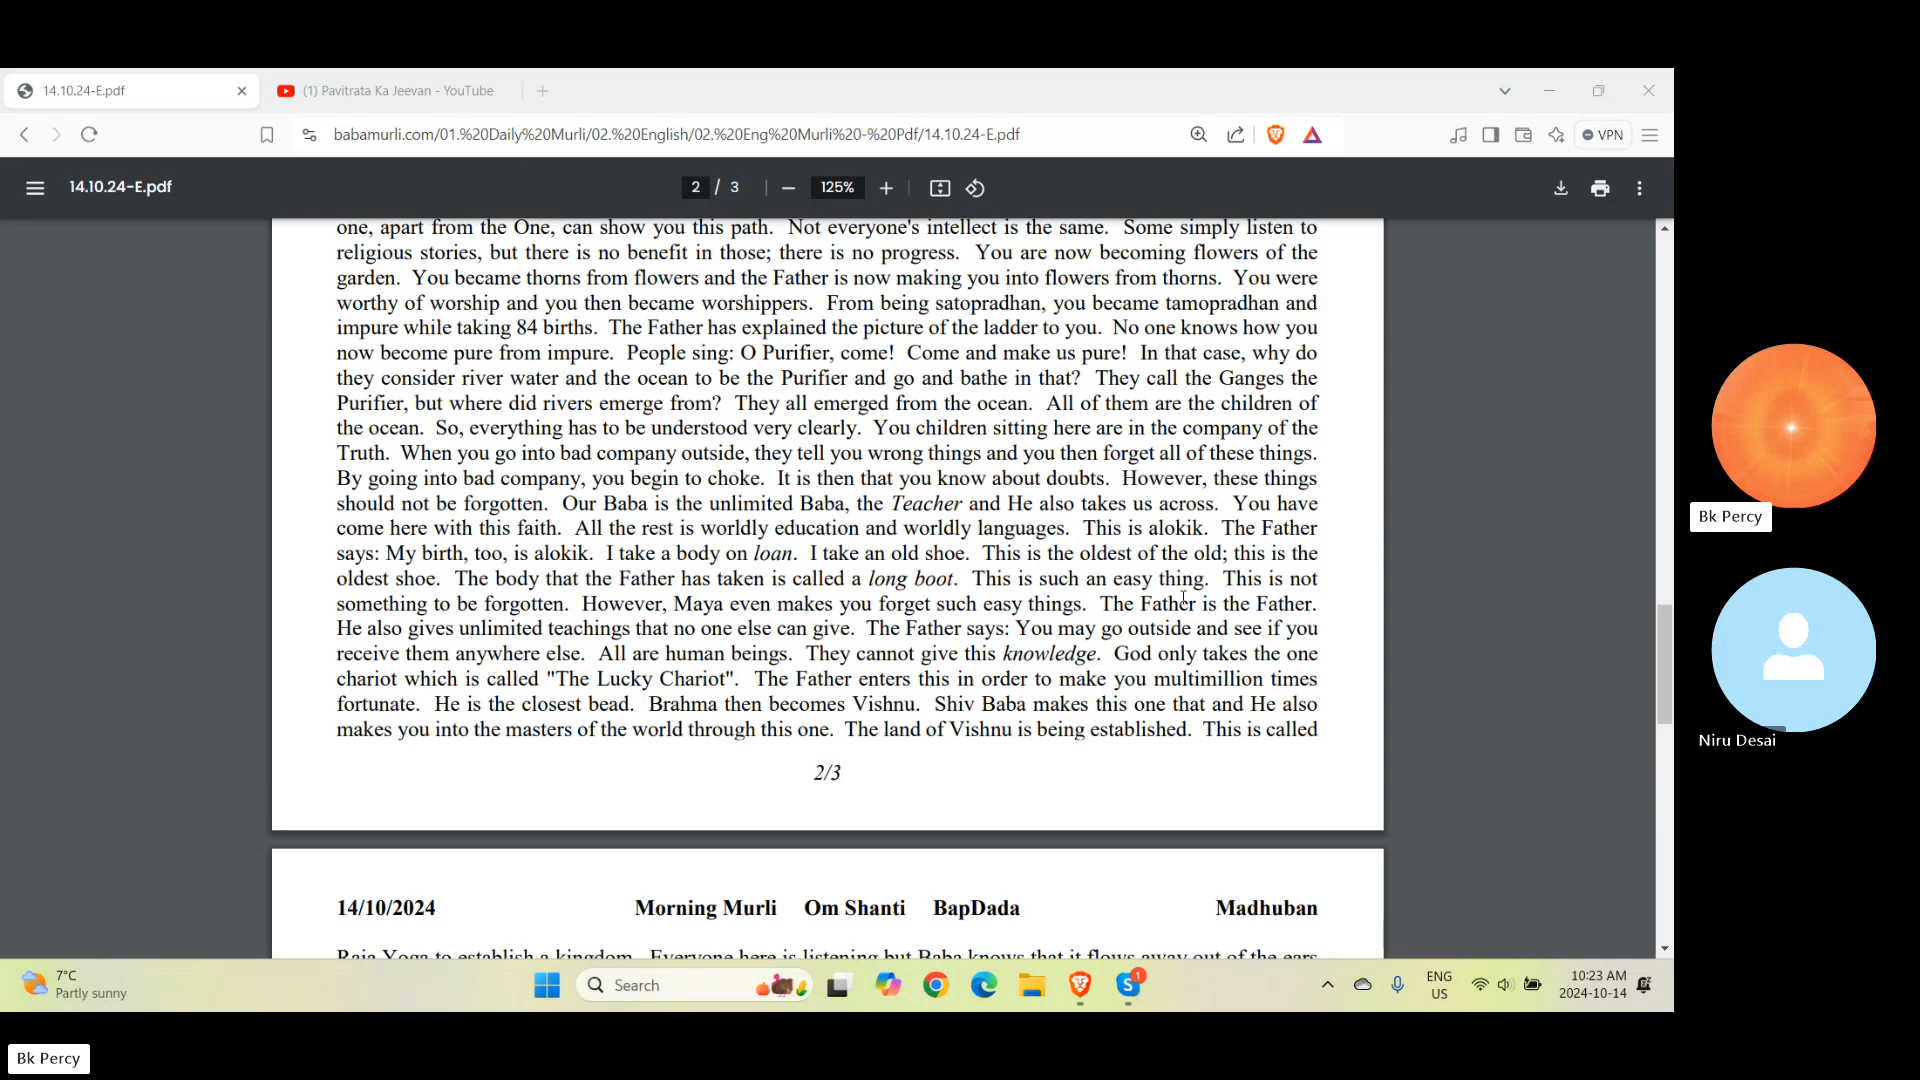 14.10.24-E.pdf
(1) Pavitrata Ka Jeevan - YouTube
babamurli.com/01.%20Daily%20Murli/02.%20English/02.%20Eng%20Murli%20-%20Pdf/14.10.24-E.pdf
VPN
14.10.24-E.pdf
2 / 3
125%
one, apart from the One, can show you this path. Not everyone's intellect is the same. Some simply listen to
religious stories, but there is no benefit in those; there is no progress. You are now becoming flowers of the
garden. You became thorns from flowers and the Father is now making you into flowers from thorns. You were
worthy of worship and you then became worshippers. From being satopradhan, you became tamopradhan and
impure while taking 84 births. The Father has explained the picture of the ladder to you. No one knows how you
now become pure from impure. People sing: O Purifier, come! Come and make us pure! In that case, why do
they consider river water and the ocean to be the Purifier and go and bathe in that? They call the Ganges the
Purifier, but where did rivers emerge from? They all emerged from the ocean. All of them are the children of
the ocean. So, everything has to be understood very clearly. You children sitting here are in the company of the
Truth. When you go into bad company outside, they tell you wrong things and you then forget all of these things.
By going into bad company, you begin to choke. It is then that you know about doubts. However, these things
should not be forgotten. Our Baba is the unlimited Baba, the Teacher and He also takes us across. You have
come here with this faith. All the rest is worldly education and worldly languages. This is alokik. The Father
says: My birth, too, is alokik. I take a body on loan. I take an old shoe. This is the oldest of the old; this is the
oldest shoe. The body that the Father has taken is called a long boot. This is such an easy thing. This is not
something to be forgotten. However, Maya even makes you forget such easy things. The Father is the Father.
He also gives unlimited teachings that no one else can give. The Father says: You may go outside and see if you
receive them anywhere else. All are human beings. They cannot give this knowledge. God only takes the one
chariot which is called "The Lucky Chariot". The Father enters this in order to make you multimillion times
fortunate. He is the closest bead. Brahma then becomes Vishnu. Shiv Baba makes this one that and He also
makes you into the masters of the world through this one. The land of Vishnu is being established. This is called
2/3
14/10/2024 Morning Murli Om Shanti BapDada Madhuban
Raja Yoga to establish a kingdom. Everyone here is listening but Baba knows that it flows away out of the ears
Bk Percy
Niru Desai
7°C
Partly sunny
Search
1
ENG
US
10:23 AM
2024-10-14
Bk Percy